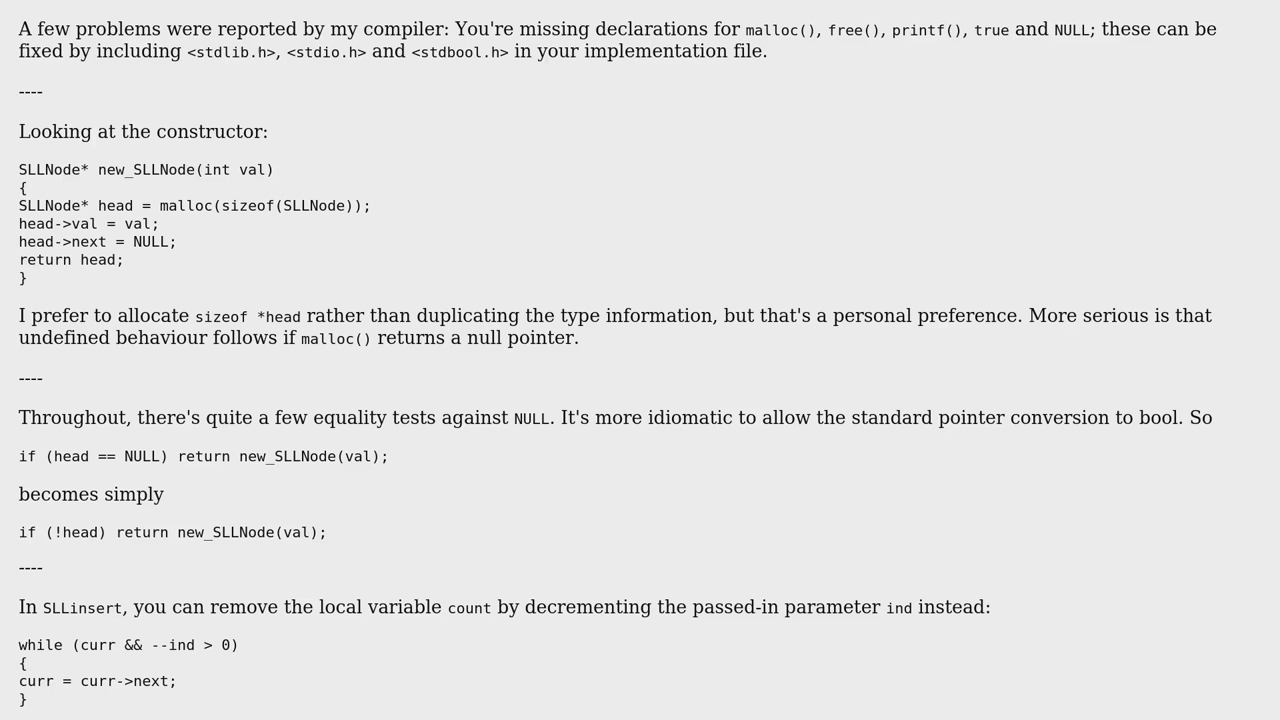 A few problems were reported by my compiler: You're missing declarations for malloc(), free(), printf(), true and NULL; these can be
fixed by including <stdlib.h>, <stdio.h> and <stdbool.h> in your implementation file.
----
Looking at the constructor:
SLLNode* new_SLLNode(int val)
{
SLLNode* head = malloc(sizeof(SLLNode));
head->val = val;
head->next = NULL;
return head;
}
I prefer to allocate sizeof *head rather than duplicating the type information, but that's a personal preference. More serious is that
undefined behaviour follows if malloc() returns a null pointer.
----
Throughout, there's quite a few equality tests against NULL. It's more idiomatic to allow the standard pointer conversion to bool. So
if (head == NULL) return new_SLLNode(val);
becomes simply
if (!head) return new_SLLNode(val);
----
In SLLinsert, you can remove the local variable count by decrementing the passed-in parameter ind instead:
while (curr && --ind > 0)
{
curr = curr->next;
}